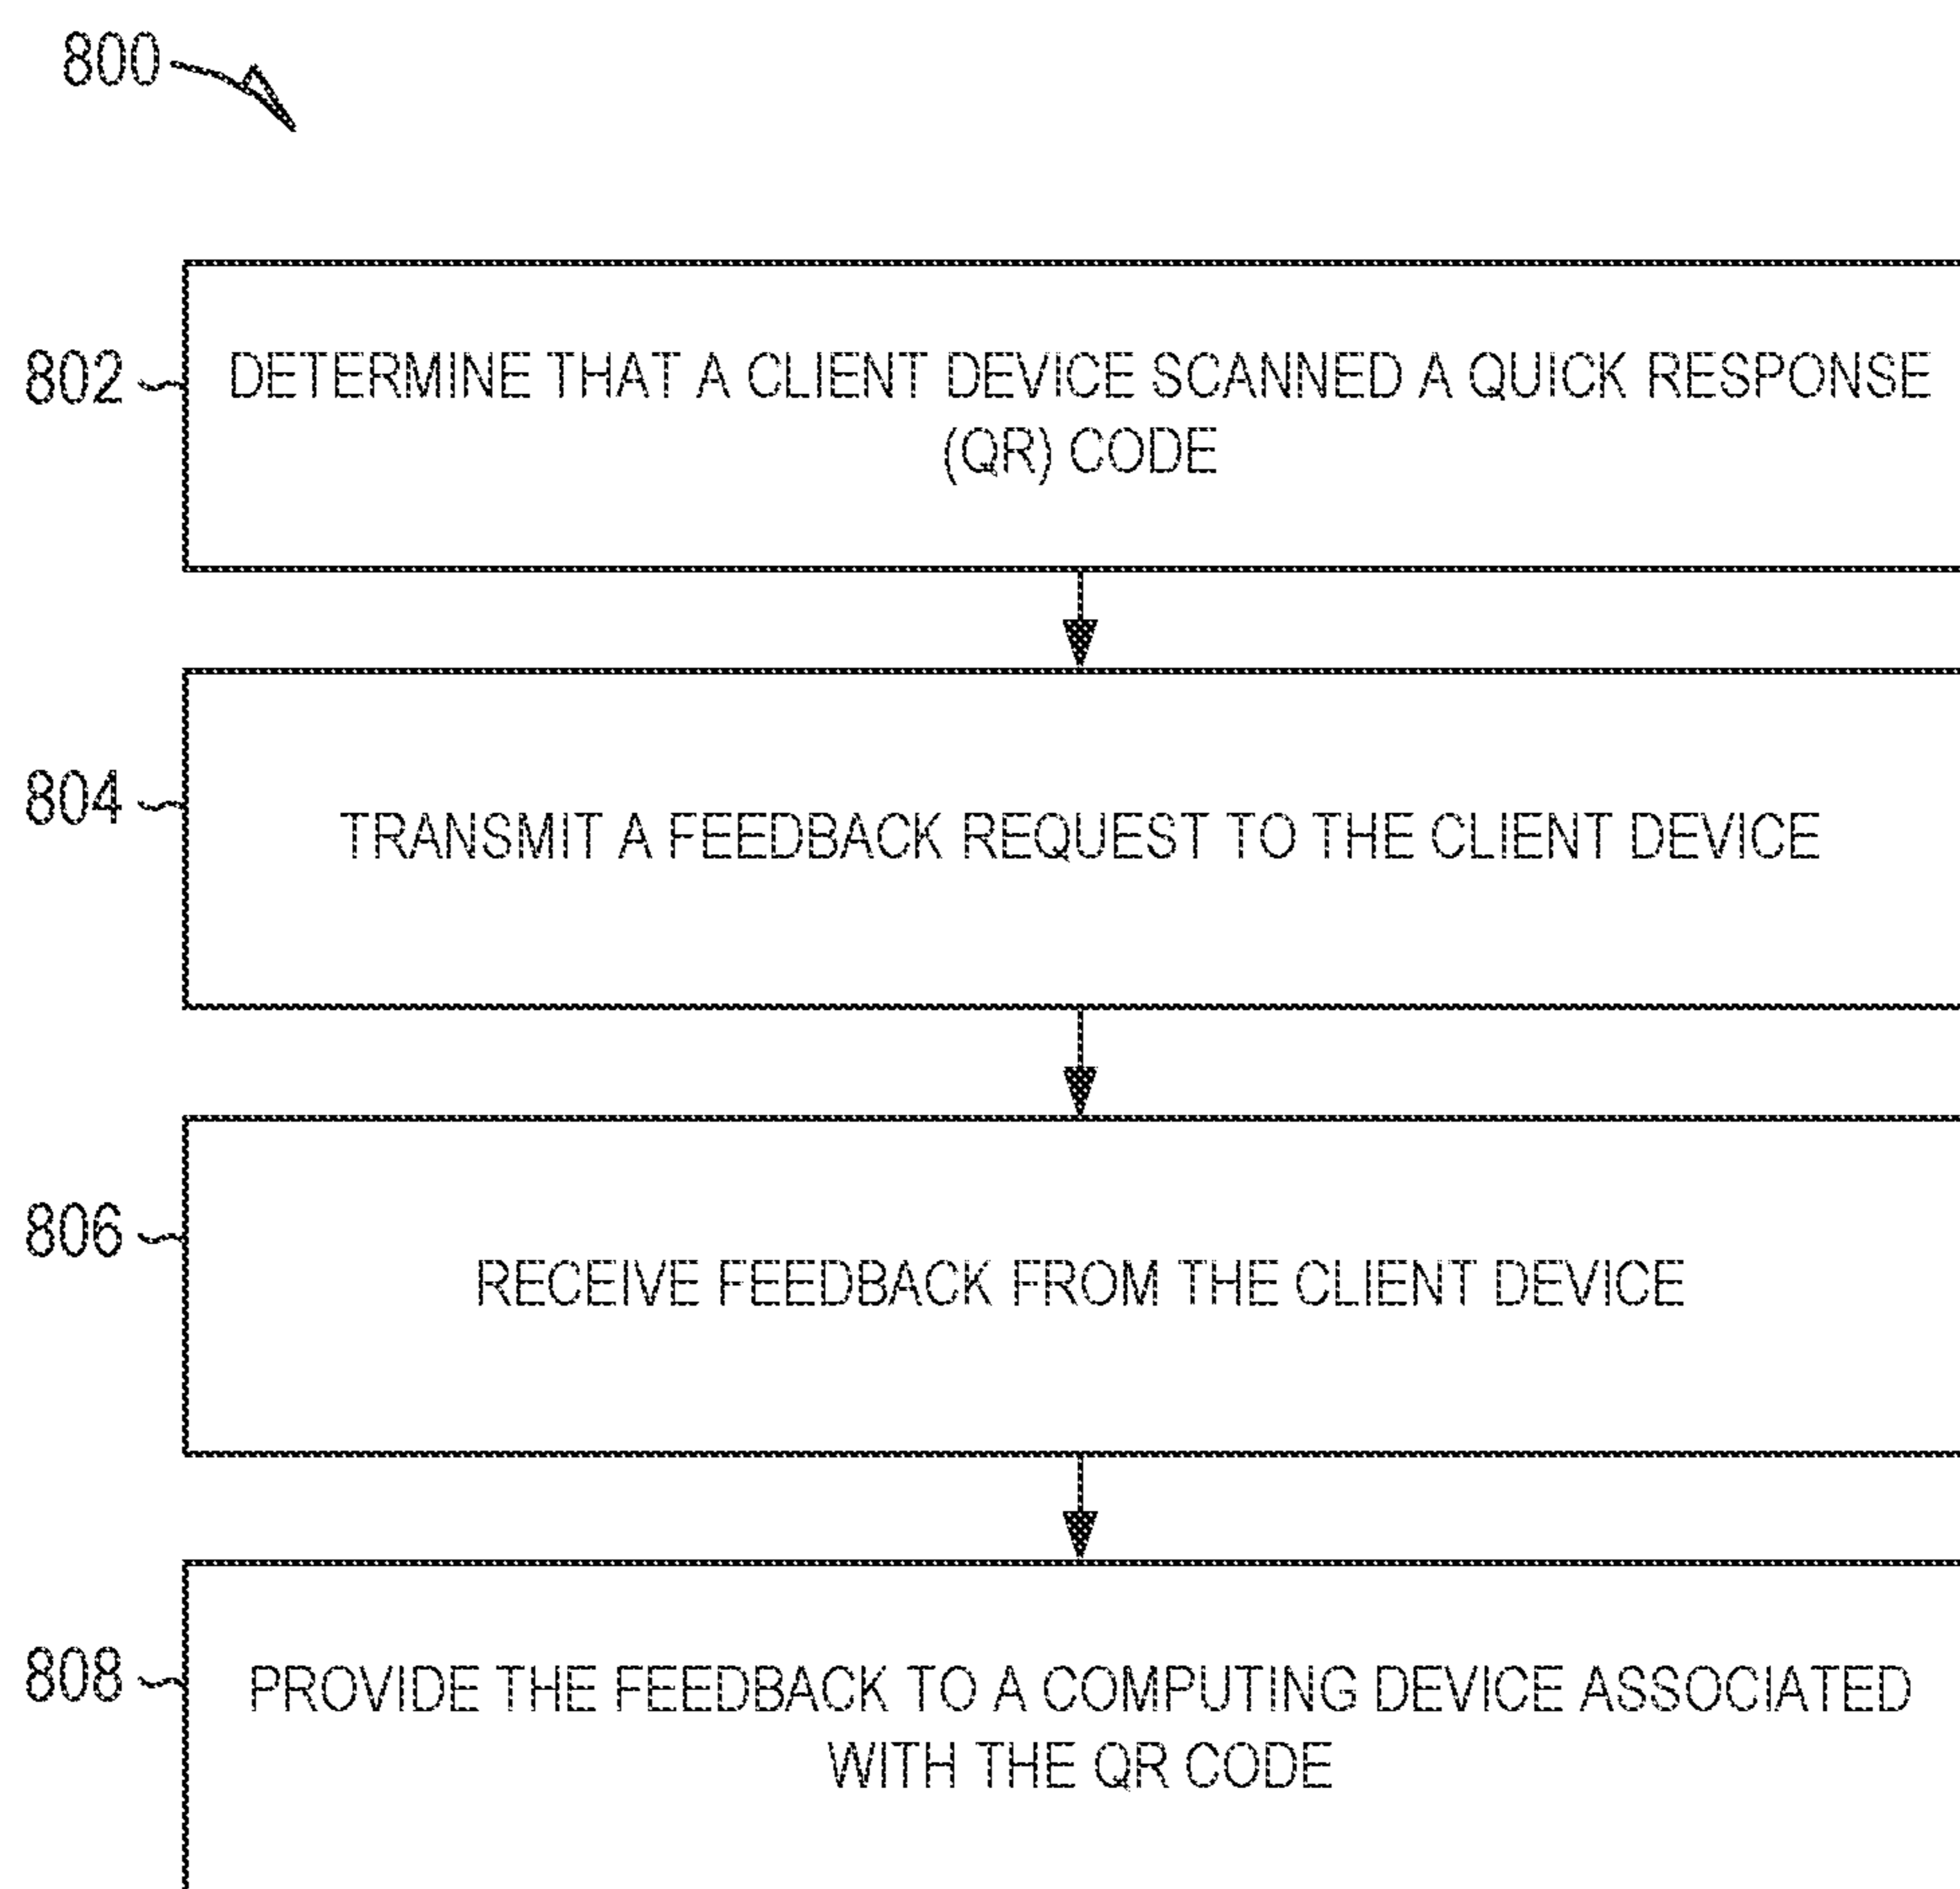 800
802
DETERMINE THAT A CLIENT DEVICE SCANNED A QUICK RESPONSE
(QR) CODE
804
TRANSMIT A FEEDBACK REQUEST TO THE CLIENT DEVICE
806
RECEIVE FEEDBACK FROM THE CLIENT DEVICE
808
PROVIDE THE FEEDBACK TO A COMPUTING DEVICE ASSOCIATED
WITH THE QR CODE